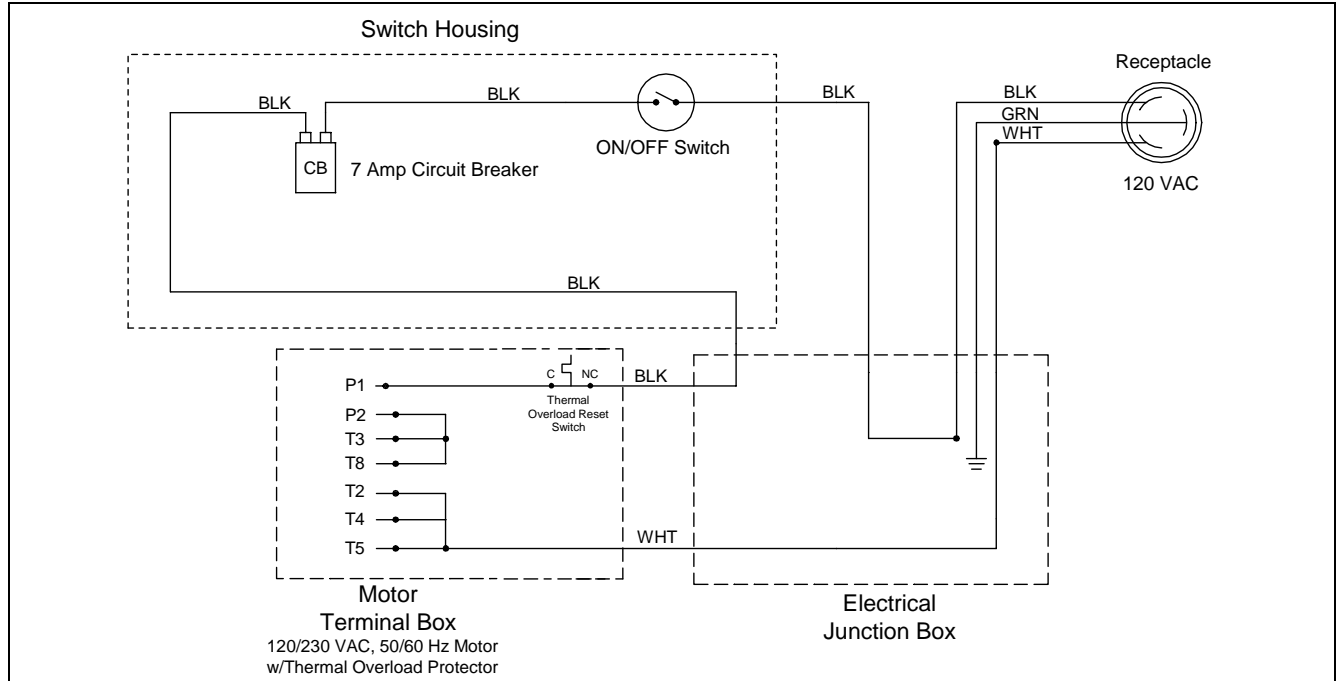 Switch Housing
Receptacle
BLK
BLK
BLK
BLK
GRN
WHT
ON/OFF Switch
CB
7 Amp Circuit Breaker
120 VAC
BLK
P1
C
NC
BLK
Thermal
Overload Reset
Switch
P2
T3
T8
T2
T4
T5
WHT
Motor
Terminal Box
120/230 VAC, 50/60 Hz Motor
w/Thermal Overload Protector
Electrical
Junction Box